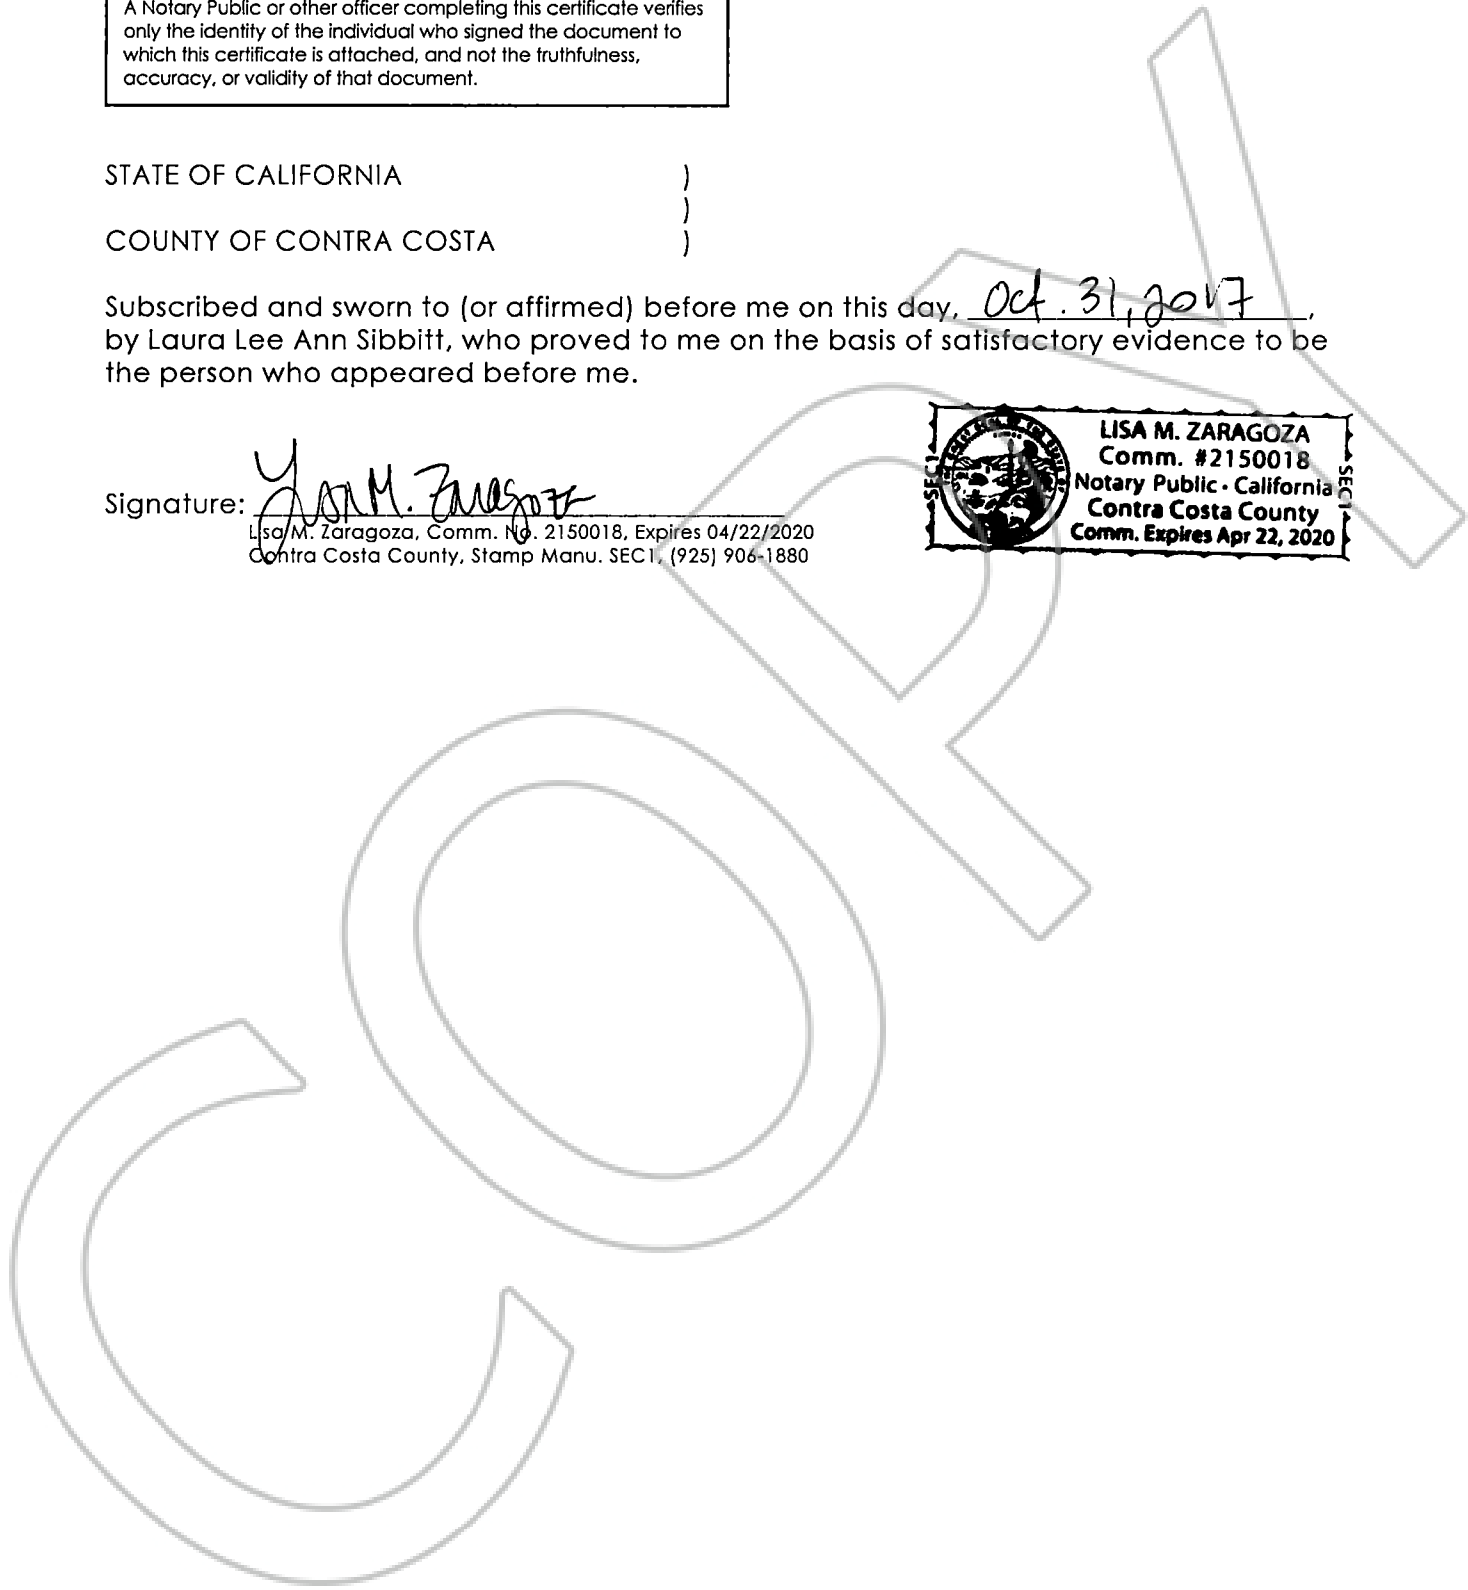 A Notary Public or other officer completing this certificate verifies
only the identity of the individual who signed the document to
which this certificate is attached, and not the truthfulness,
accuracy, or validity of that document.
STATE OF CALIFORNIA )
)
COUNTY OF CONTRA COSTA )
Subscribed and sworn to (or affirmed) before me on this day, Oct. 31, 2017,
by Laura Lee Ann Sibbitt, who proved to me on the basis of satisfactory evidence to be
the person who appeared before me.
Signature: Lisa M. Zaragoza
Lisa M. Zaragoza, Comm. No. 2150018, Expires 04/22/2020
Contra Costa County, Stamp Manu. SEC1, (925) 906-1880
SEC1
LISA M. ZARAGOZA
Comm. #2150018
Notary Public · California
Contra Costa County
Comm. Expires Apr 22, 2020
SEC1
COPY